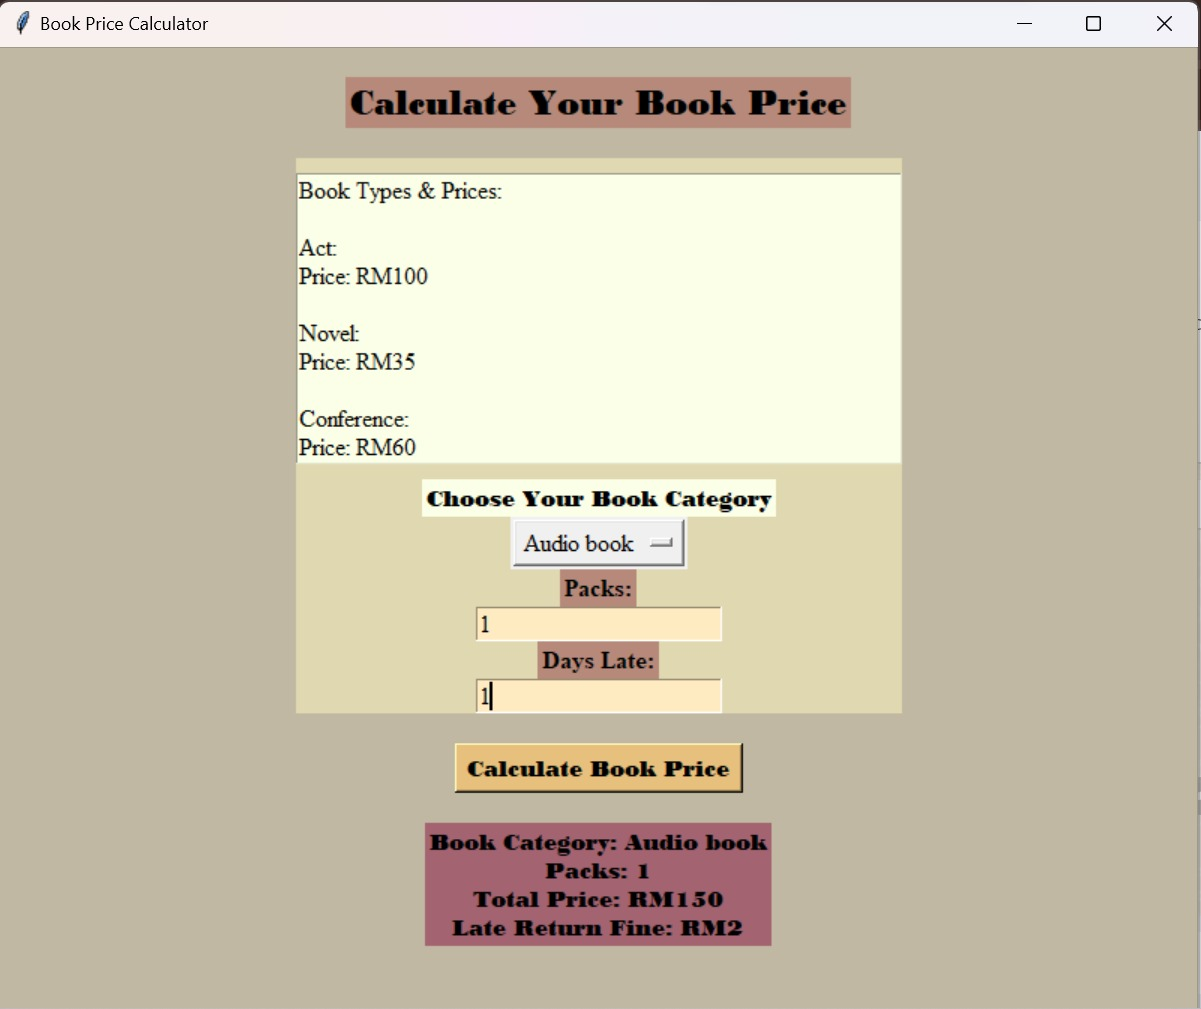 Book Price Calculator
Calculate Your Book Price
Book Types & Prices:
Act:
Price: RM100
Novel:
Price: RM35
Conference:
Price: RM60
Choose Your Book Category
Audio book
Packs:
1
Days Late:
1
Calculate Book Price
Book Category: Audio book
Packs: 1
Total Price: RM150
Late Return Fine: RM2